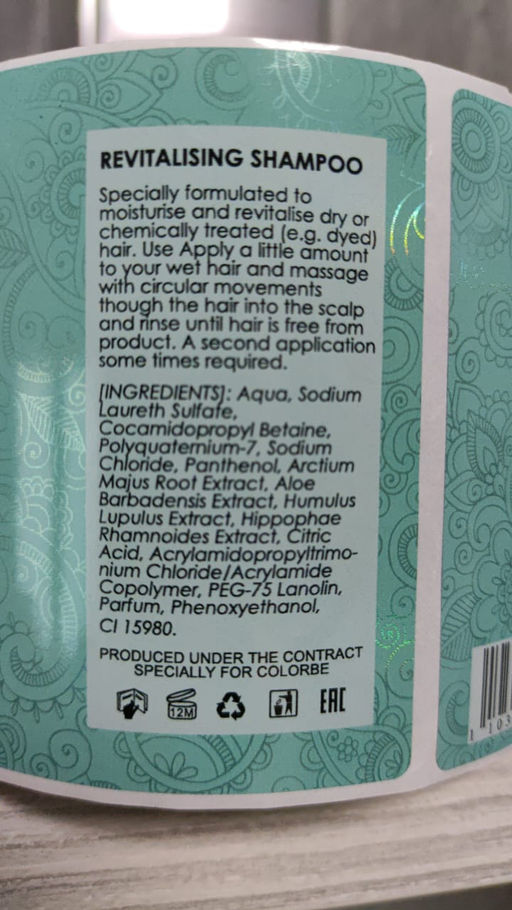 REVITALISING SHAMPOO
Specially formulated to
moisturise and revitalise dry or
chemically treated (e.g. dyed)
hair. Use Apply a little amount
to your wet hair and massage
with circular movements
though the hair into the scalp
and rinse until hair is free from
product. A second application
some times required.
[INGREDIENTS]: Aqua, Sodium
Laureth Sulfate,
Cocamidopropyl Betaine,
Polyquaternium-7, Sodium
Chloride, Panthenol, Arctium
Majus Root Extract, Aloe
Barbadensis Extract, Humulus
Lupulus Extract, Hippophae
Rhamnoides Extract, Citric
Acid, Acrylamidopropyltrimo-
nium Chloride/Acrylamide
Copolymer, PEG-75 Lanolin,
Parfum, Phenoxyethanol,
CI 15980.
PRODUCED UNDER THE CONTRACT
SPECIALLY FOR COLORBE
12M
EAC
1 103